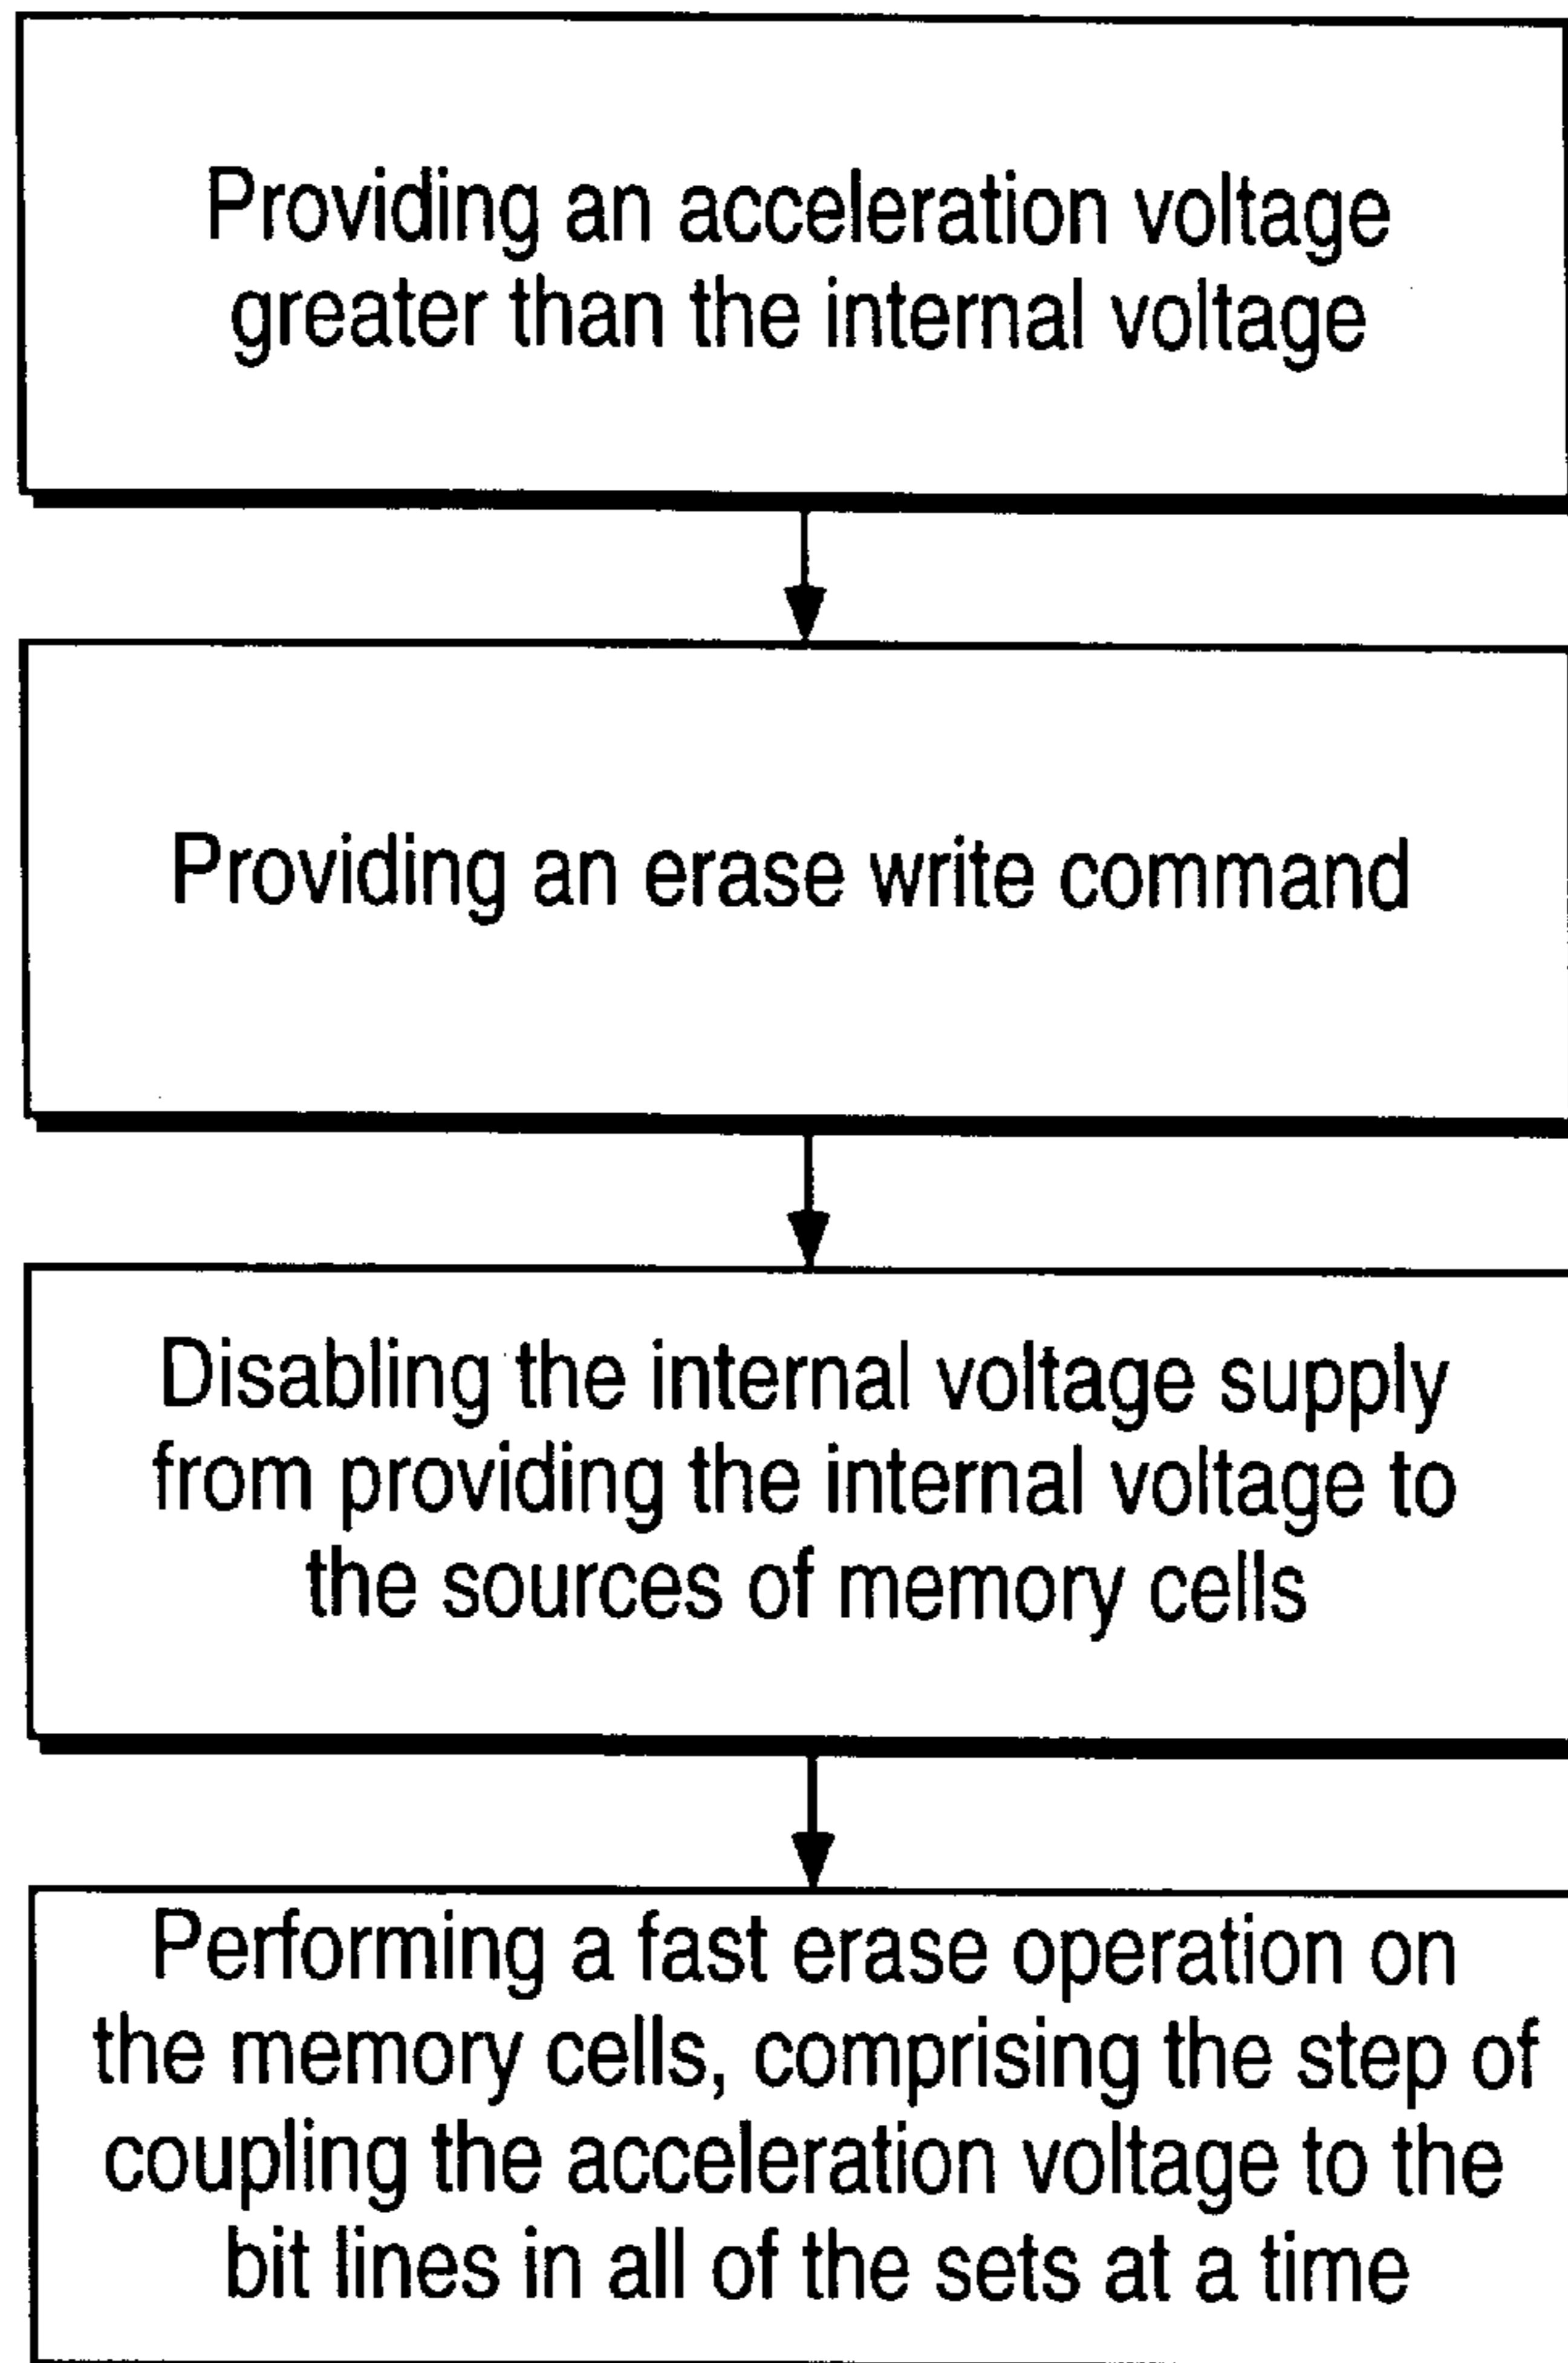 Providing an acceleration voltage
greater than the internal voltage
Providing an erase write command
Disabling the internal voltage supply
from providing the internal voltage to
the sources of memory cells
Performing a fast erase operation on
the memory cells, comprising the step of
coupling the acceleration voltage to the
bit lines in all of the sets at a time